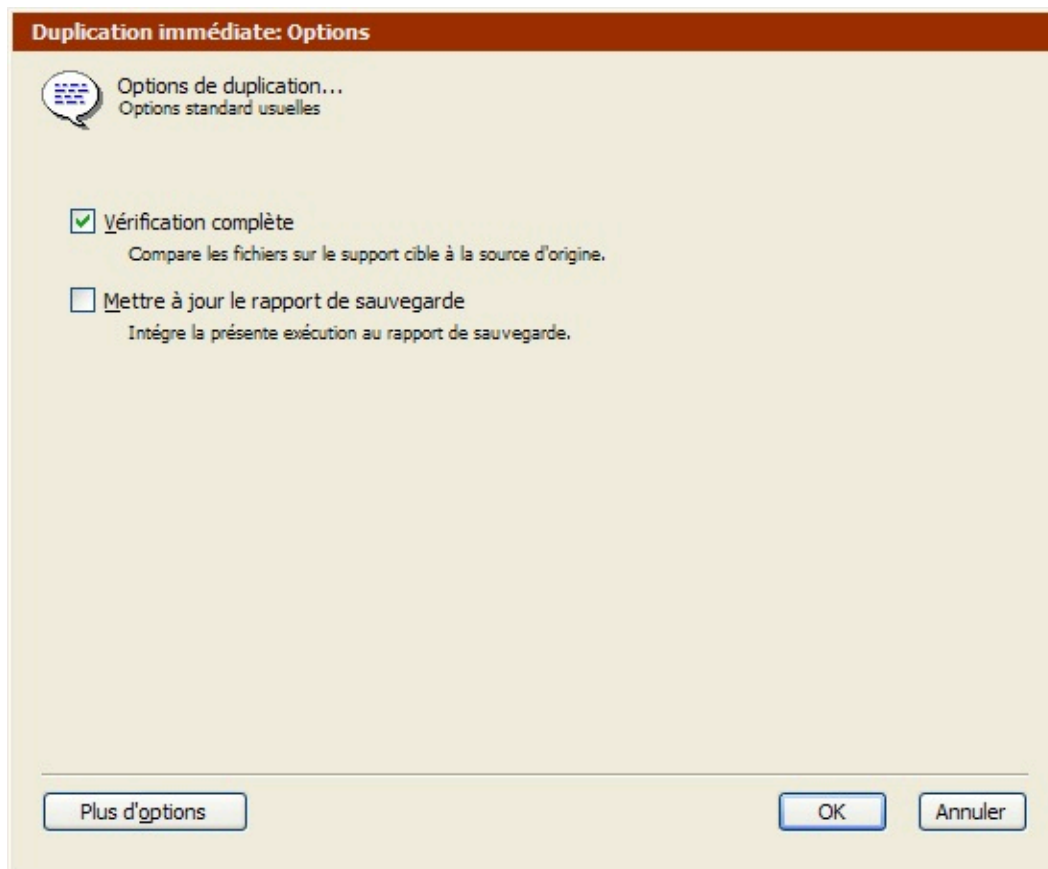 Duplication immédiate: Options
Options de duplication...
Options standard usuelles
Vérification complète
Compare les fichiers sur le support cible à la source d'origine.
Mettre à jour le rapport de sauvegarde
Intégre la présente exécution au rapport de sauvegarde.
Plus d'options
OK
Annuler